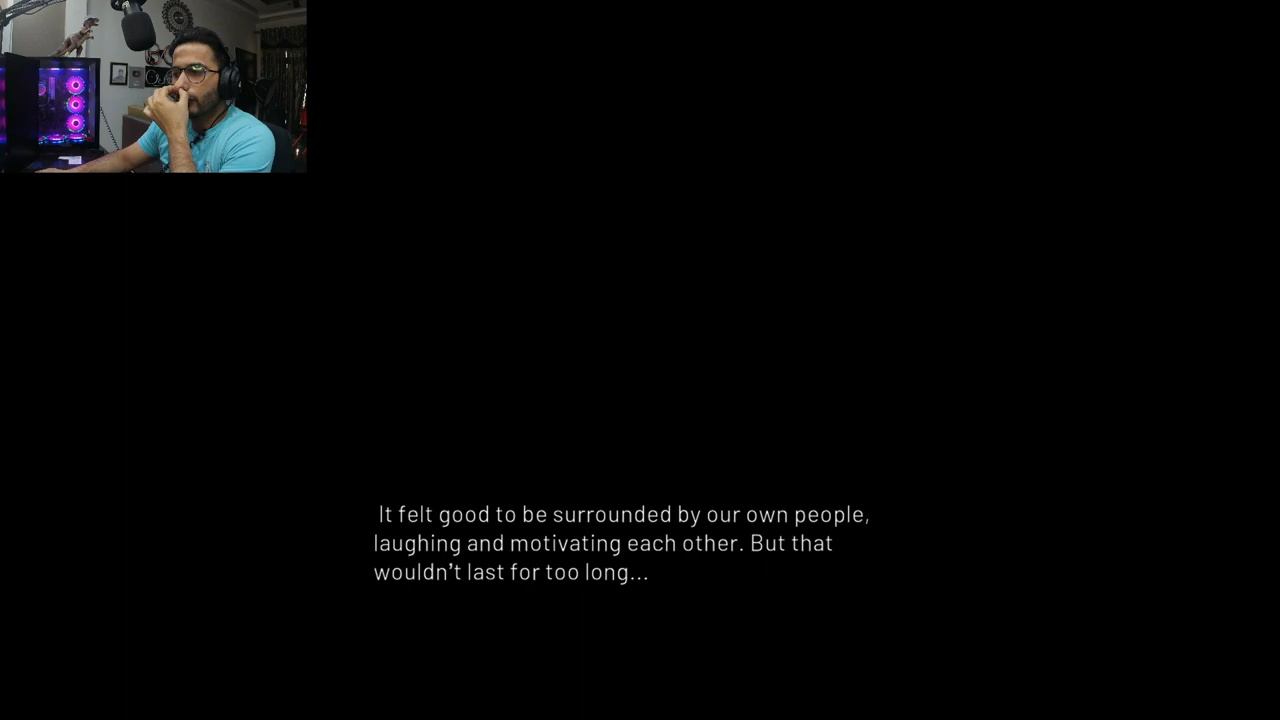 It felt good to be surrounded by our own people,
laughing and motivating each other. But that
wouldn't last for too long...